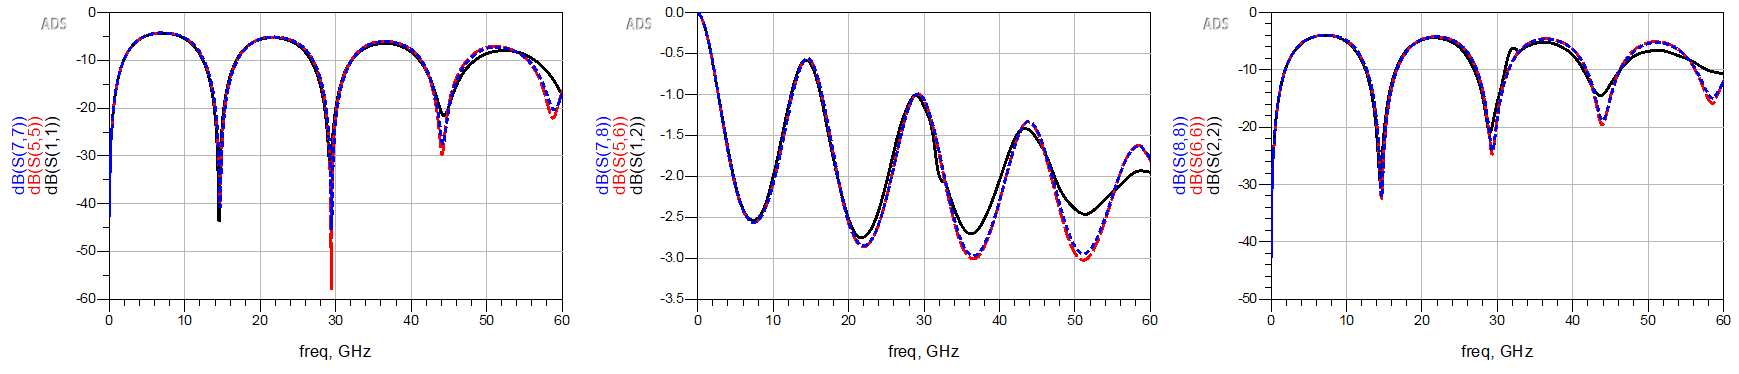 ADS
0
-10
-20
-30
-40
-50
-60
0 10 20 30 40 50 60
freq, GHz
dB(S(7,7))
dB(S(5,5))
dB(S(1,1))
ADS
0.0
-0.5
-1.0
-1.5
-2.0
-2.5
-3.0
-3.5
0 10 20 30 40 50 60
freq, GHz
dB(S(7,8))
dB(S(5,6))
dB(S(1,2))
ADS
0
-10
-20
-30
-40
-50
0 10 20 30 40 50 60
freq, GHz
dB(S(8,8))
dB(S(6,6))
dB(S(2,2))